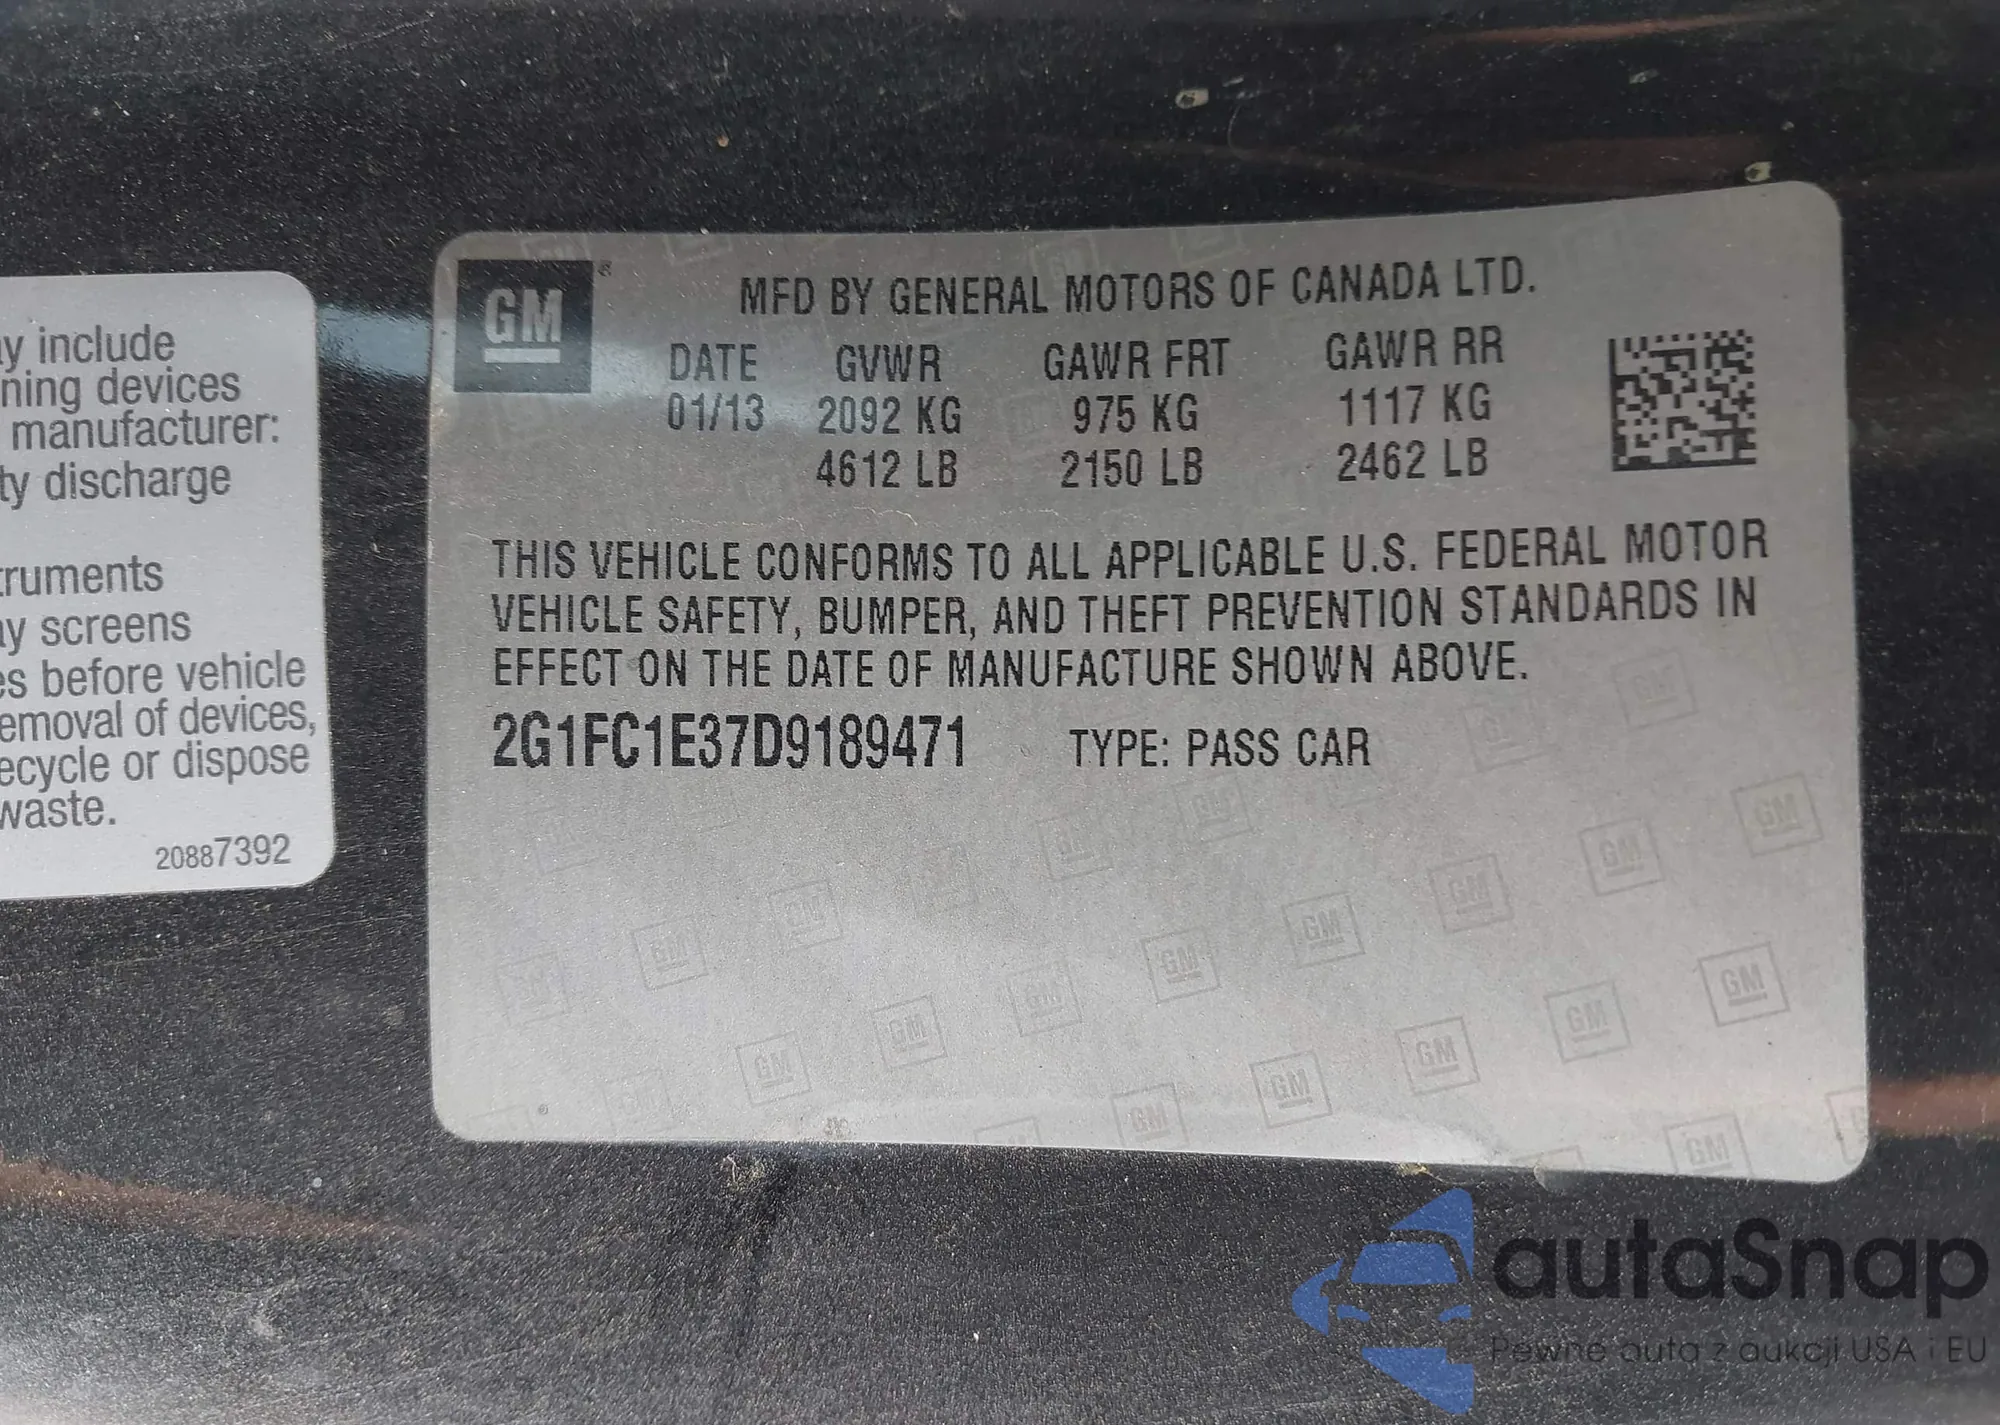 ay include
ning devices
manufacturer:
ty discharge
truments
ay screens
es before vehicle
emoval of devices,
ecycle or dispose
waste.
20887392
GM®
MFD BY GENERAL MOTORS OF CANADA LTD.
DATE GVWR GAWR FRT GAWR RR
01/13 2092 KG 975 KG 1117 KG
4612 LB 2150 LB 2462 LB
THIS VEHICLE CONFORMS TO ALL APPLICABLE U.S. FEDERAL MOTOR
VEHICLE SAFETY, BUMPER, AND THEFT PREVENTION STANDARDS IN
EFFECT ON THE DATE OF MANUFACTURE SHOWN ABOVE.
2G1FC1E37D9189471 TYPE: PASS CAR
autaSnap
Pewne auta z aukcji USA i EU